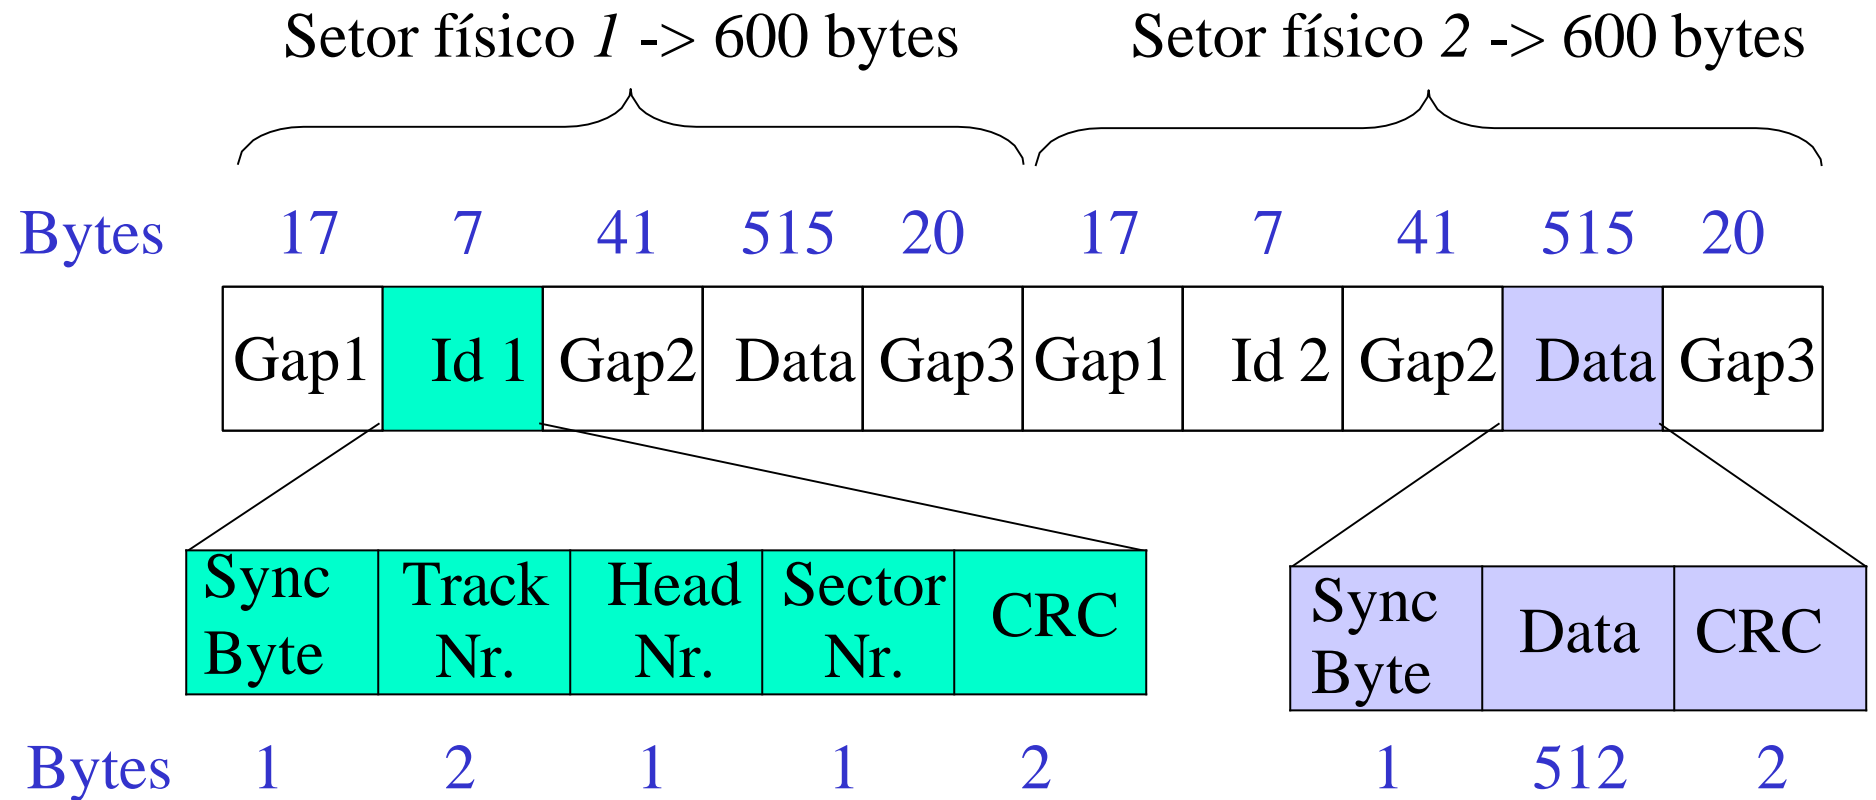 Setor físico 1 -> 600 bytes Setor físico 2 -> 600 bytes
Bytes 17 7 41 515 20 17 7 41 515 20
Gap1 Id 1 Gap2 Data Gap3 Gap1 Id 2 Gap2 Data Gap3
Sync Byte Track Nr. Head Nr. Sector Nr. CRC
Sync Byte Data CRC
Bytes 1 2 1 1 2 1 512 2